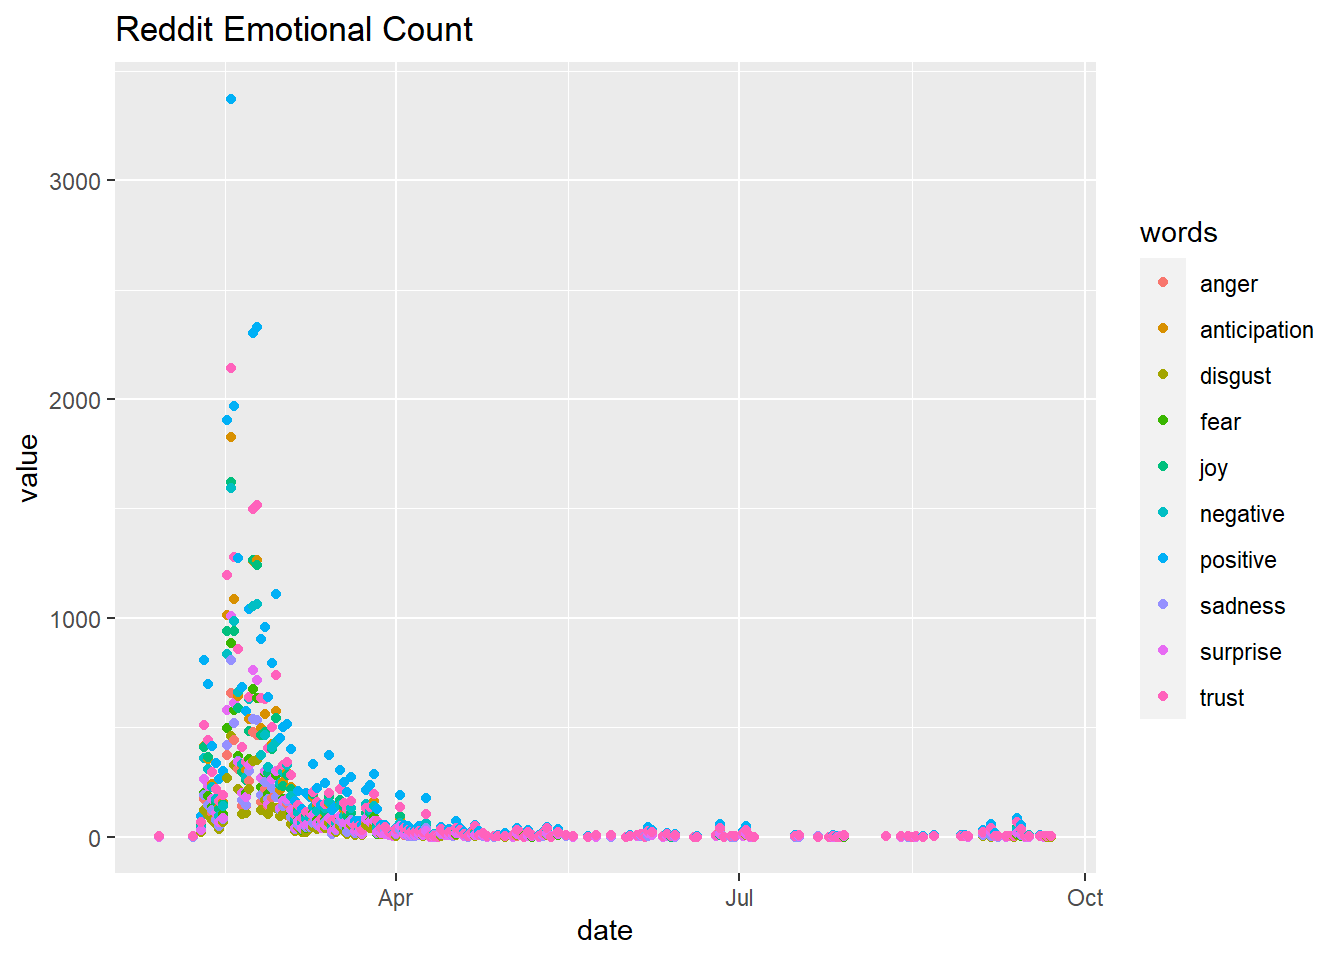 Reddit Emotional Count
3000
2000
1000
0
value
Apr
Jul
Oct
date
words
anger
anticipation
disgust
fear
joy
negative
positive
sadness
surprise
trust